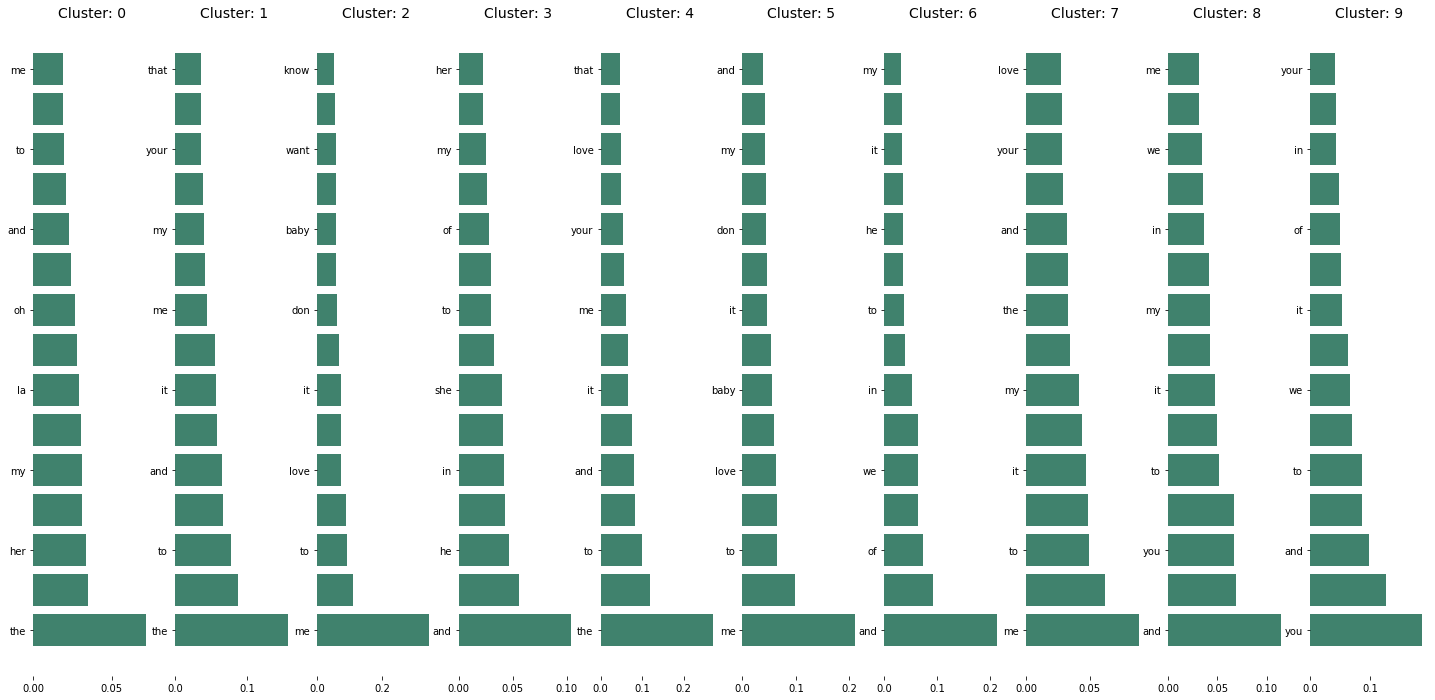 Cluster: 0 Cluster: 1 Cluster: 2 Cluster: 3 Cluster: 4 Cluster: 5 Cluster: 6 Cluster: 7 Cluster: 8 Cluster: 9
me that know her that and my love me your
to your want my love my it your we in
and my baby of your don he and in of
oh me don to me it to the my it
la it it she it baby in my it we
my and love in and love we it to to
her to to he to to of to you and
the the me and the me and me and you
0.00 0.05 0.0 0.1 0.0 0.2 0.00 0.05 0.10 0.0 0.1 0.2 0.0 0.1 0.2 0.0 0.1 0.2 0.00 0.05 0.00 0.05 0.10 0.0 0.1